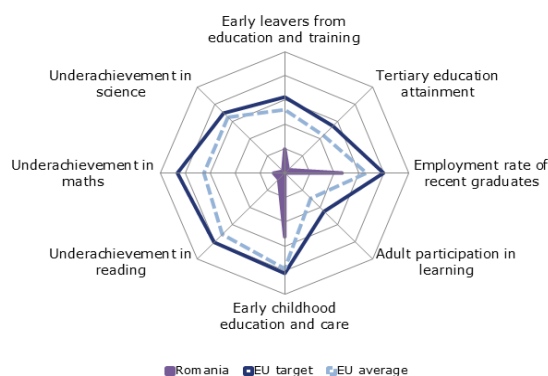 Early leavers from
education and training
Underachievement in
science
Tertiary education
attainment
Underachievement in
maths
Employment rate of
recent graduates
Underachievement in
reading
Adult participation in
learning
Early childhood
education and care
Romania EU target EU average